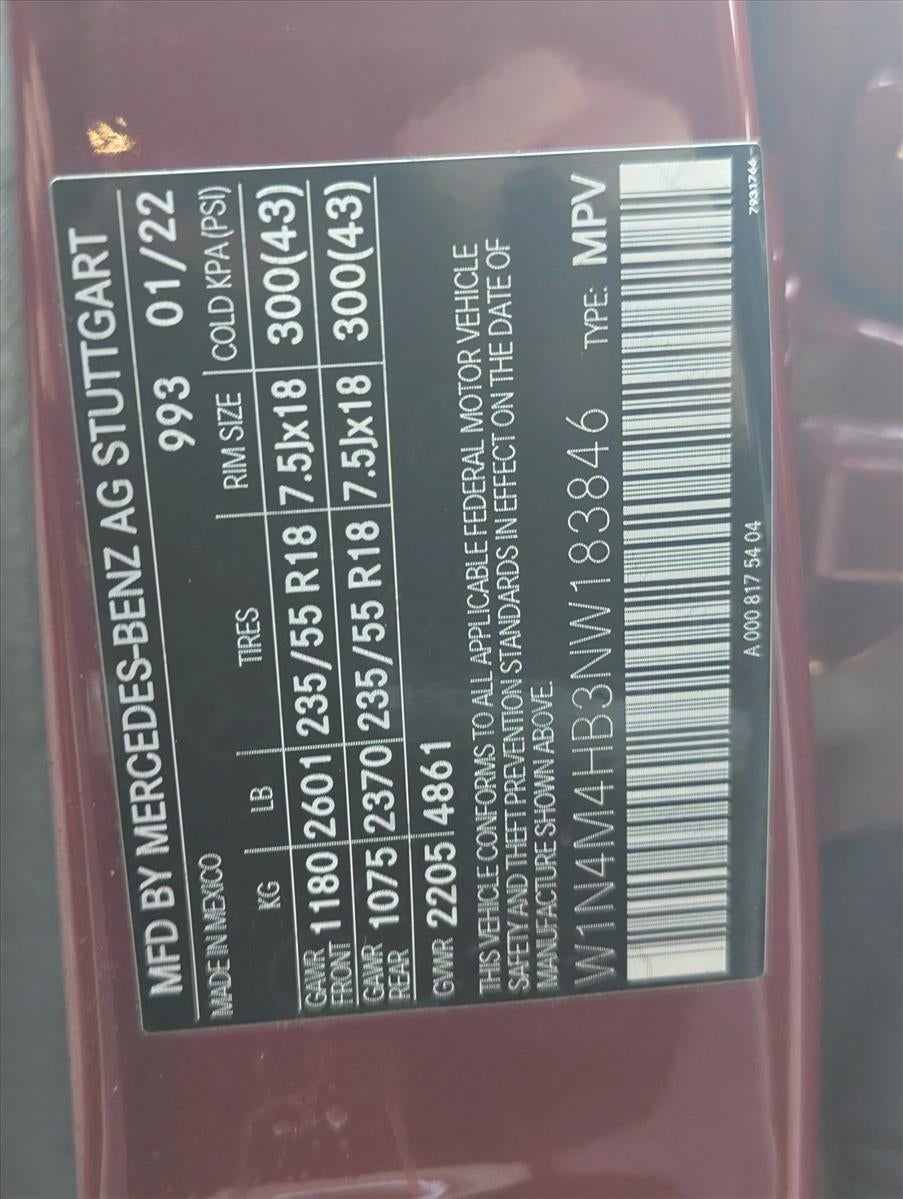 MFD BY MERCEDES-BENZ AG STUTTGART
MADE IN MEXICO 993 01/22
KG LB TIRES RIM SIZE COLD KPA (PSI)
GAWR FRONT 1180 2601 235/55 R18 7.5Jx18 300(43)
GAWR REAR 1075 2370 235/55 R18 7.5Jx18 300(43)
GVWR 2205 4861
THIS VEHICLE CONFORMS TO ALL APPLICABLE FEDERAL MOTOR VEHICLE
SAFETY AND THEFT PREVENTION STANDARDS IN EFFECT ON THE DATE OF
MANUFACTURE SHOWN ABOVE.
W1N4M4HB3NW183846 TYPE: MPV
A 000 817 54 04 7931766